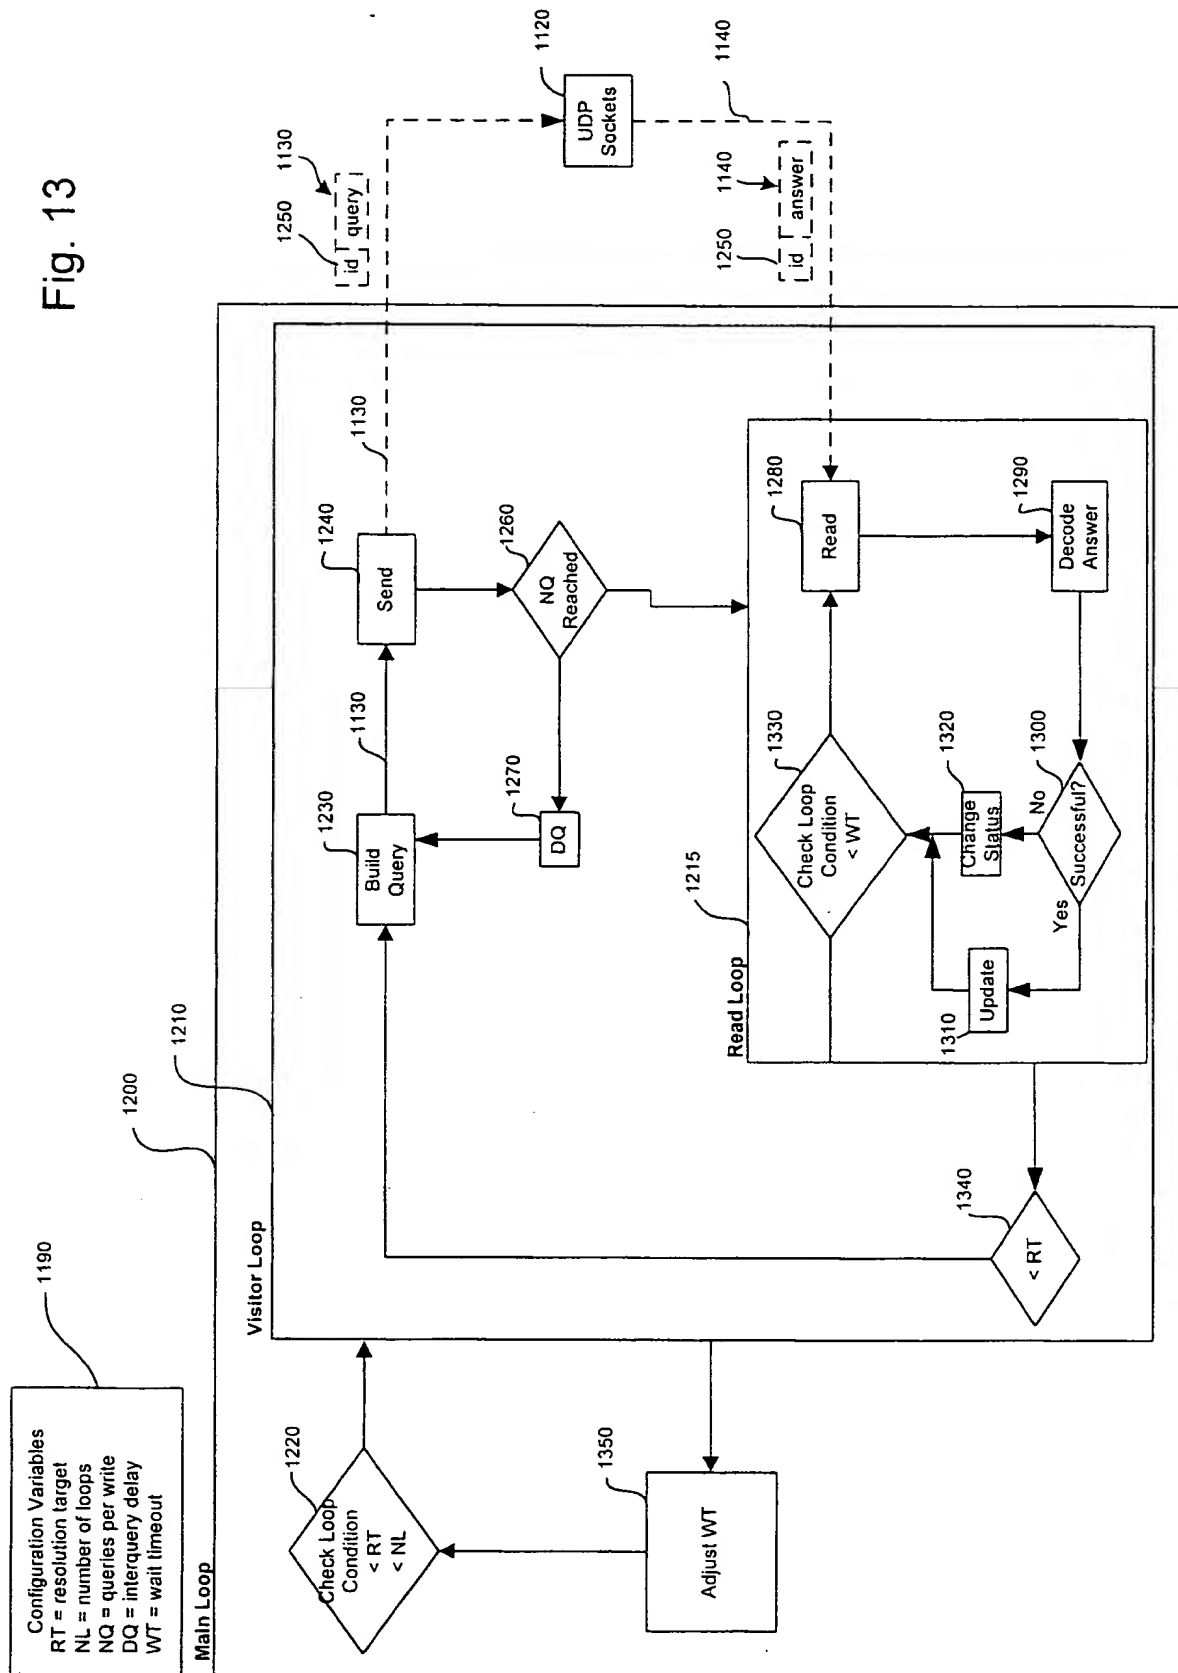 Fig. 13
Configuration Variables
RT = resolution target
NL = number of loops
NQ = queries per write
DQ = interquery delay
WT = wait timeout
1190
Main Loop
1200
Visitor Loop
1210
Check Loop
Condition
< RT
< NL
1220
Adjust WT
1350
Build
Query
1230
1130
Send
1240
1130
1250
1130
id
query
UDP
Sockets
1120
1140
1250
1140
id
answer
NQ
Reached
1260
DQ
1270
Read Loop
1215
Check Loop
Condition
< WT
1330
Read
1280
Decode
Answer
1290
Successful?
1300
No
Yes
Change
Status
1320
Update
1310
< RT
1340